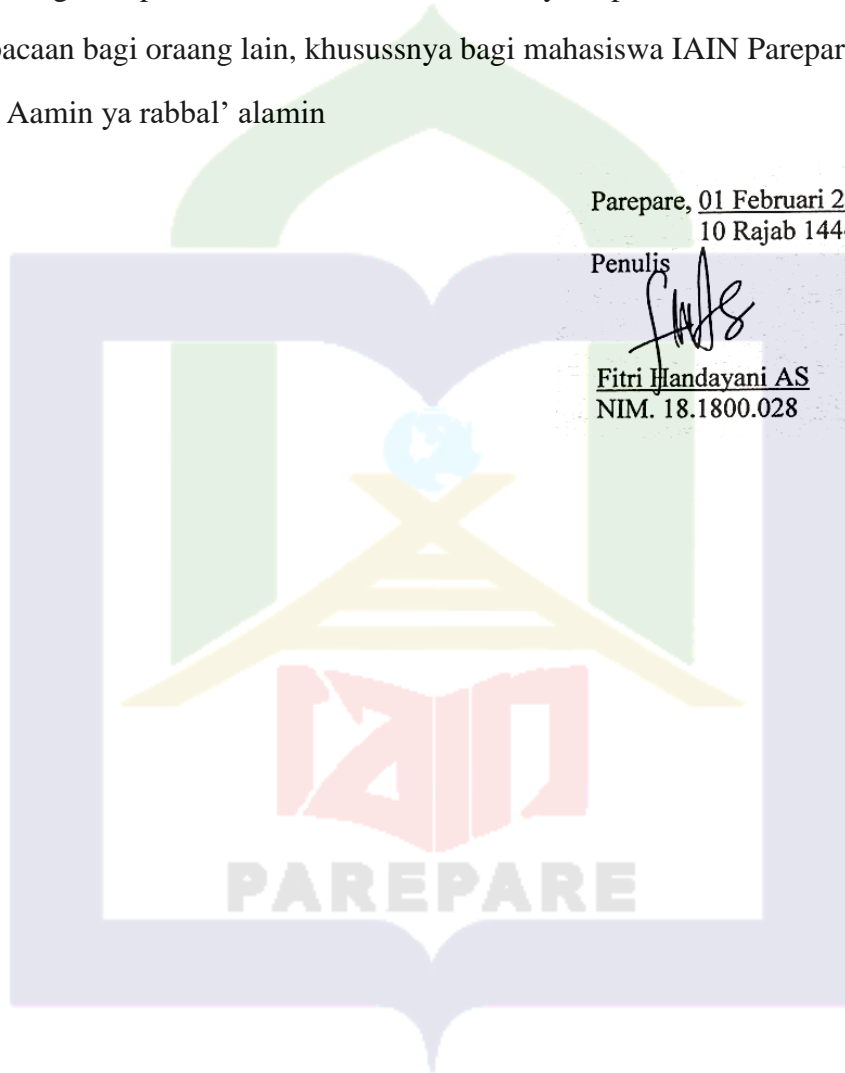 bacaan bagi oraang lain, khusussnya bagi mahasiswa IAIN Parepar
Aamin ya rabbal' alamin
Parepare, 01 Februari 2
10 Rajab 144
Penulis
Fitri Handayani AS
NIM. 18.1800.028
IAIN
PAREPARE